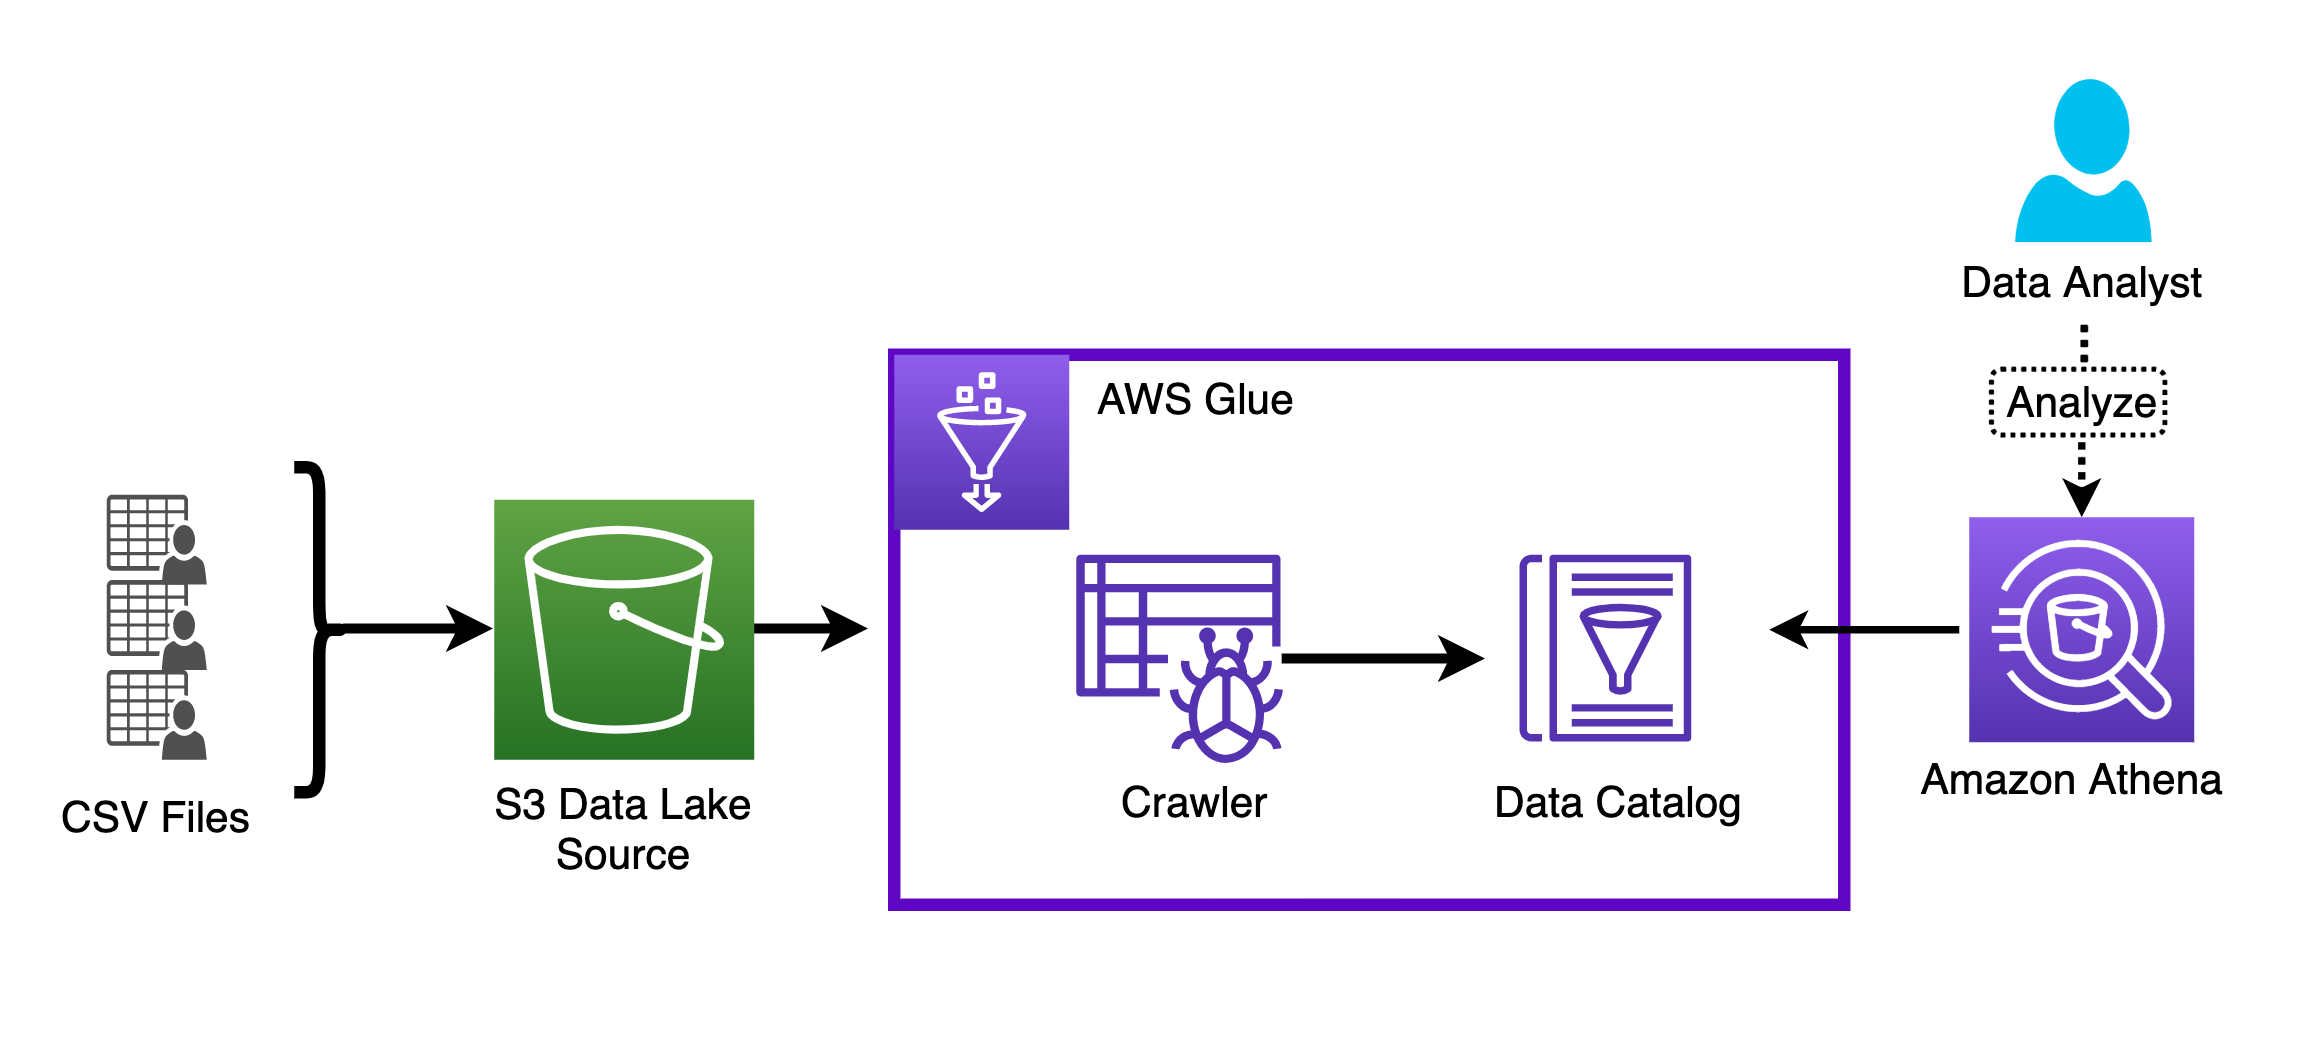 Data Analyst
Analyze
AWS Glue
CSV Files
S3 Data Lake
Source
Crawler
Data Catalog
Amazon Athena